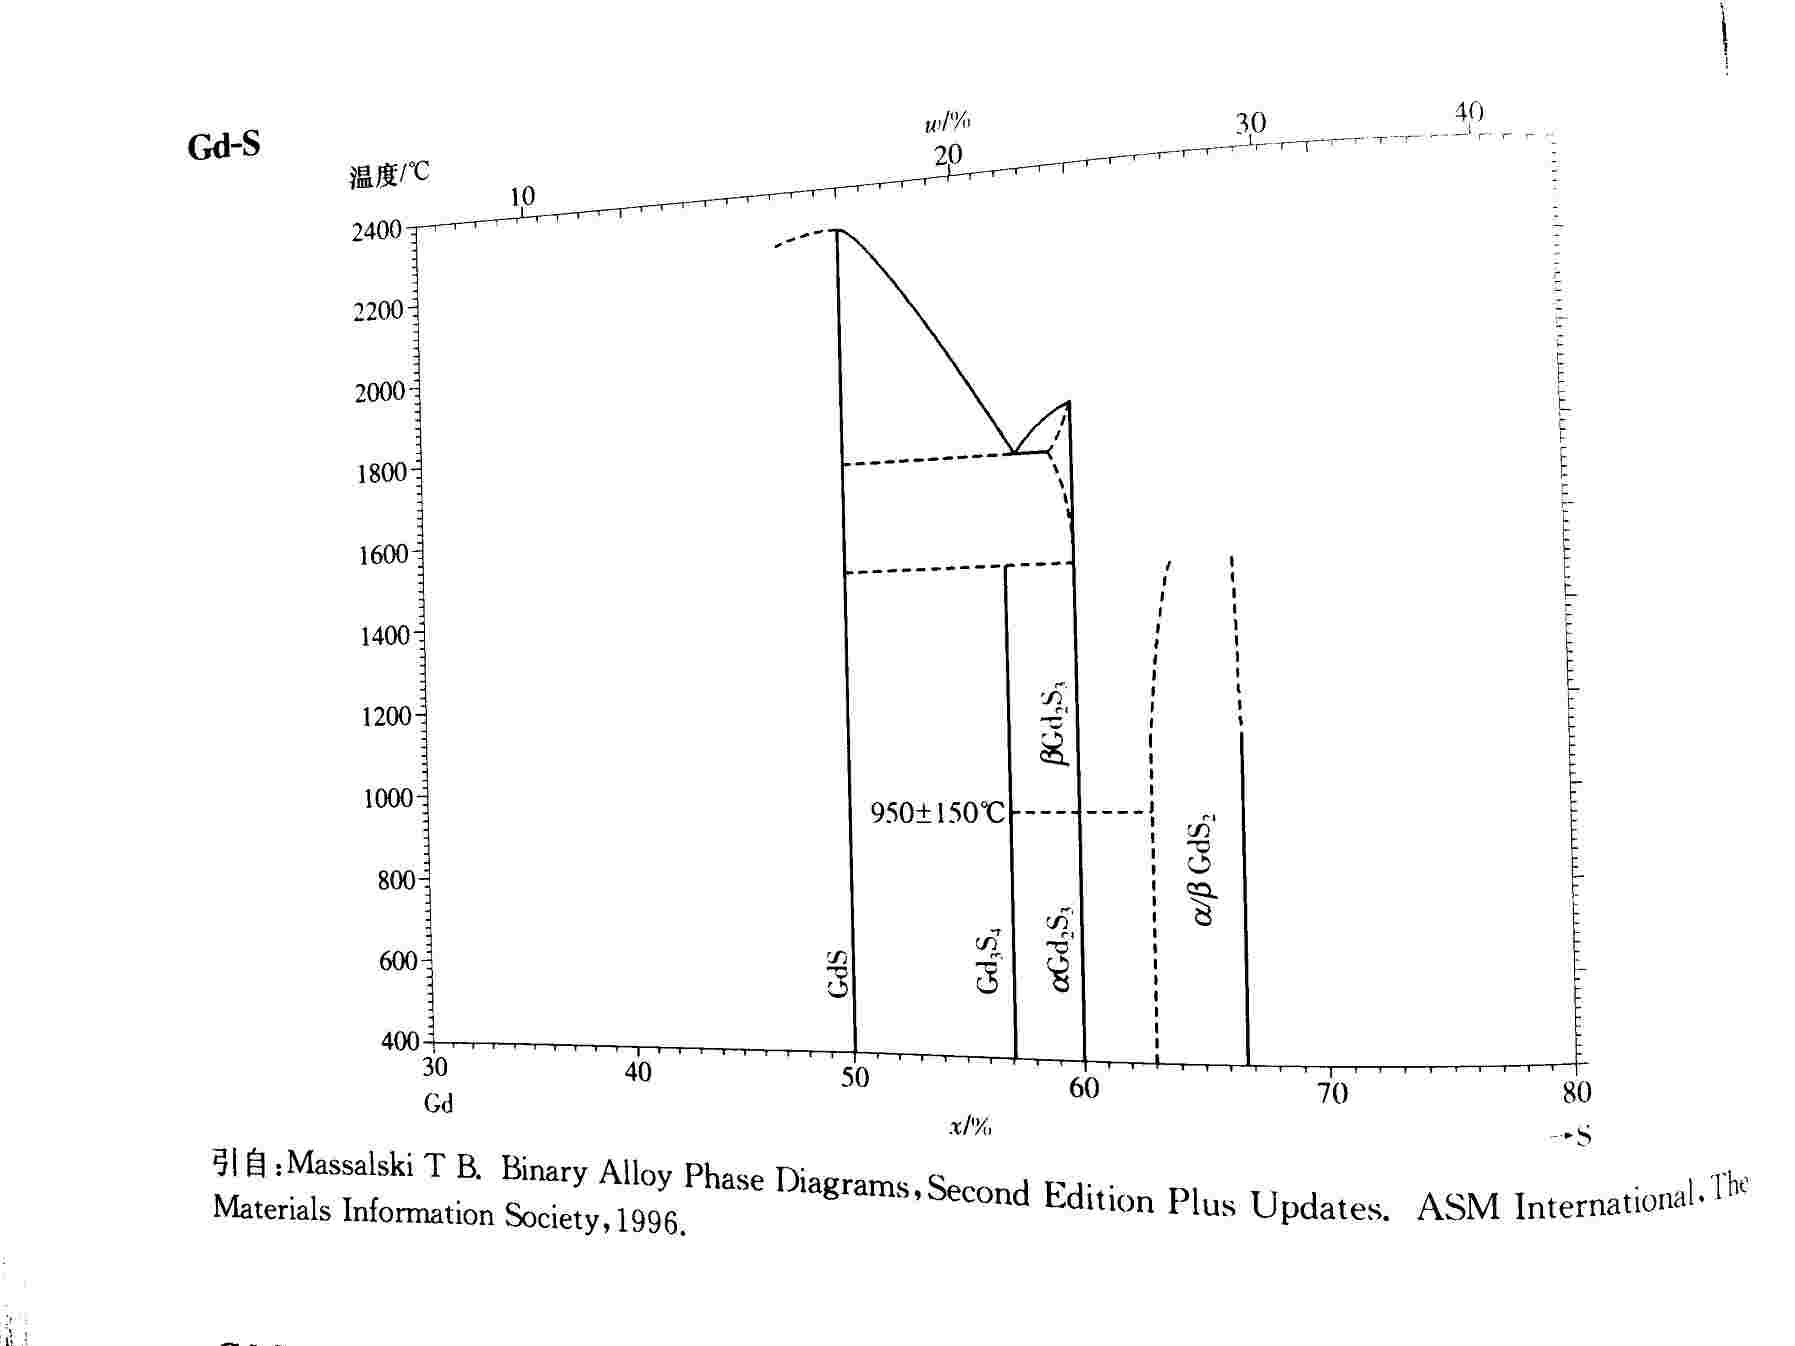 Gd-S
w/%
温度/℃
10
20
30
40
2400
2200
2000
1800
1600
1400
1200
1000
800
600
400
950±150℃
GdS
Gd₃S₄
βGd₂S₃
αGd₂S₃
α/β GdS₂
30
40
50
60
70
80
Gd
x/%
→S
引自:Massalski T B. Binary Alloy Phase Diagrams, Second Edition Plus Updates. ASM International. The
Materials Information Society, 1996.